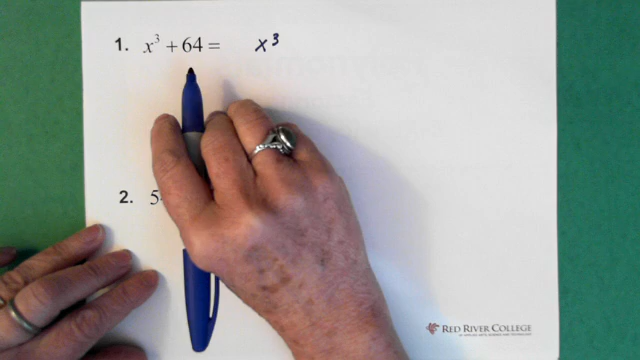 1. x³ + 64 = x³
2. 5
RED RIVER COLLEGE